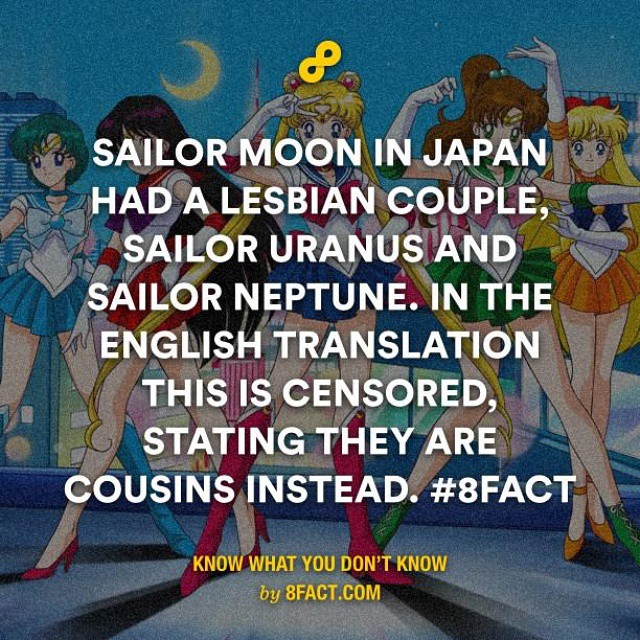 SAILOR MOON IN JAPAN
HAD A LESBIAN COUPLE,
SAILOR URANUS AND
SAILOR NEPTUNE. IN THE
ENGLISH TRANSLATION
THIS IS CENSORED,
STATING THEY ARE
COUSINS INSTEAD. #8FACT
KNOW WHAT YOU DON'T KNOW
by 8FACT.COM